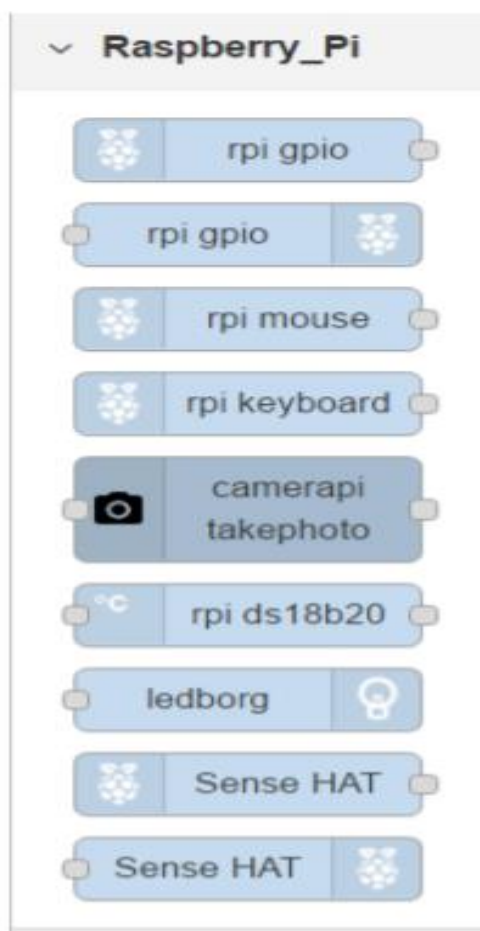 Raspberry_Pi
rpi gpio
rpi gpio
rpi mouse
rpi keyboard
camerapi
takephoto
°C
rpi ds18b20
ledborg
Sense HAT
Sense HAT